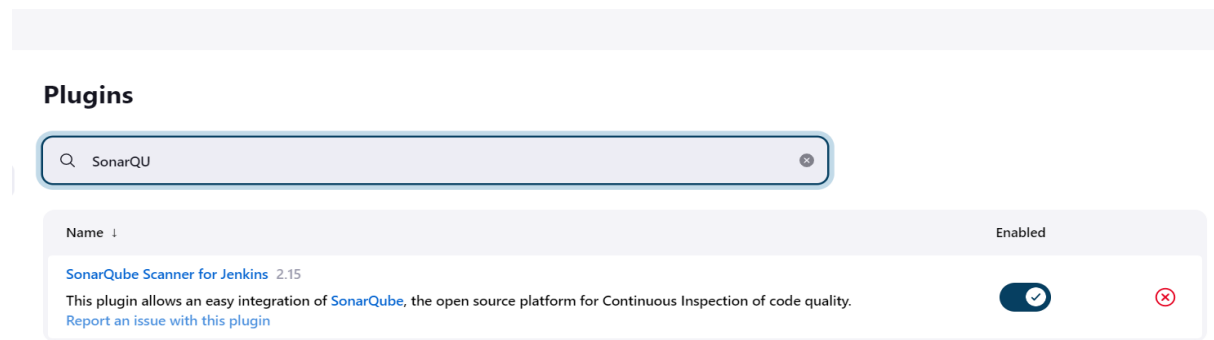 Plugins
SonarQU
Name ↓ Enabled
SonarQube Scanner for Jenkins 2.15
This plugin allows an easy integration of SonarQube, the open source platform for Continuous Inspection of code quality.
Report an issue with this plugin